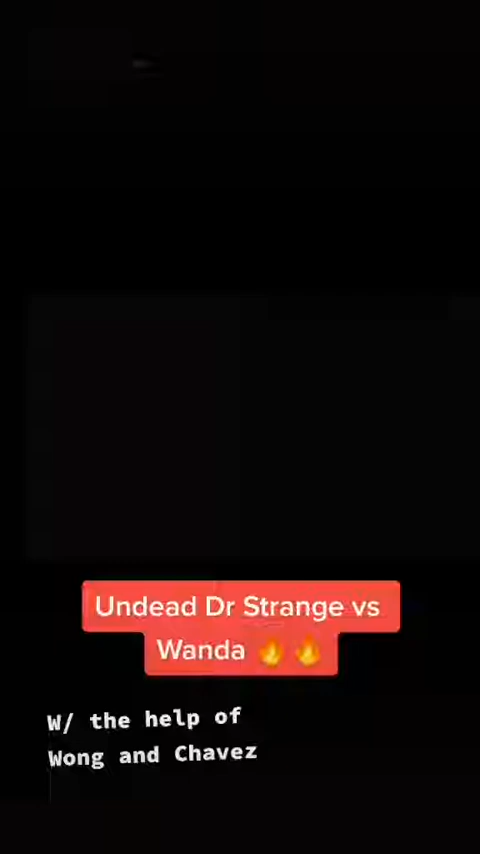 Undead Dr Strange vs
Wanda 🔥🔥
W/ the help of
Wong and Chavez